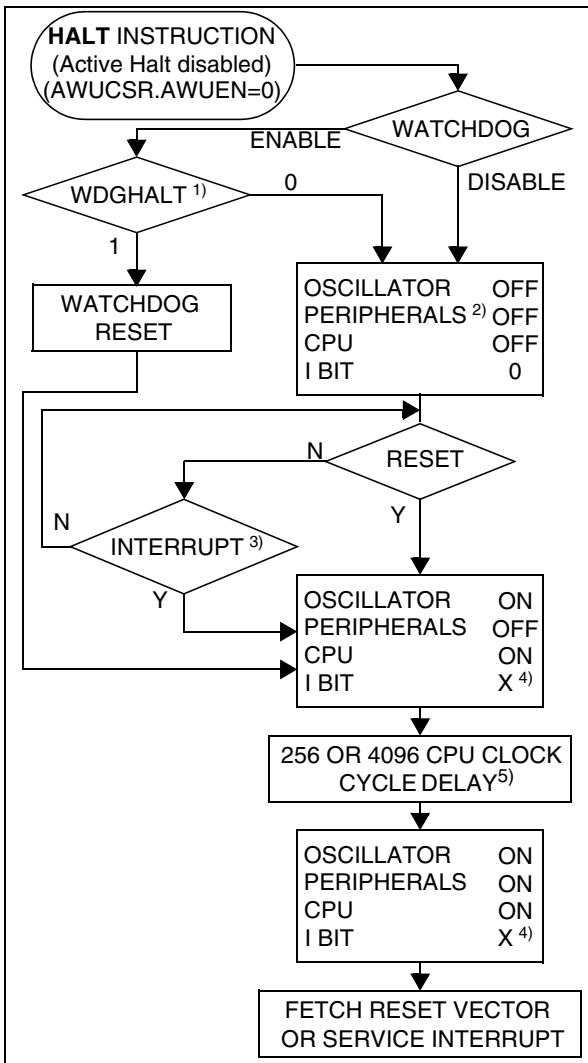 HALT INSTRUCTION
(Active Halt disabled)
(AWUCSR.AWUEN=0)
WATCHDOG
ENABLE
DISABLE
WDGHALT 1)
0
1
WATCHDOG
RESET
OSCILLATOR OFF
PERIPHERALS 2) OFF
CPU OFF
I BIT 0
RESET
N
Y
INTERRUPT 3)
N
Y
OSCILLATOR ON
PERIPHERALS OFF
CPU ON
I BIT X 4)
256 OR 4096 CPU CLOCK
CYCLE DELAY5)
OSCILLATOR ON
PERIPHERALS ON
CPU ON
I BIT X 4)
FETCH RESET VECTOR
OR SERVICE INTERRUPT